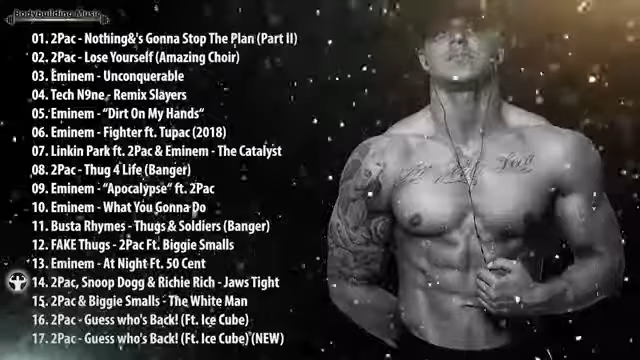 Bodybuilding Music
01. 2Pac - Nothing&'s Gonna Stop The Plan (Part II)
02. 2Pac - Lose Yourself (Amazing Choir)
03. Eminem - Unconquerable
04. Tech N9ne - Remix Slayers
05. Eminem - “Dirt On My Hands“
06. Eminem - Fighter ft. Tupac (2018)
07. Linkin Park ft. 2Pac & Eminem - The Catalyst
08. 2Pac - Thug 4 Life (Banger)
09. Eminem - “Apocalypse“ ft. 2Pac
10. Eminem - What You Gonna Do
11. Busta Rhymes - Thugs & Soldiers (Banger)
12. FAKE Thugs - 2Pac Ft. Biggie Smalls
13. Eminem - At Night Ft. 50 Cent
14. 2Pac, Snoop Dogg & Richie Rich - Jaws Tight
15. 2Pac & Biggie Smalls - The White Man
16. 2Pac - Guess who's Back! (Ft. Ice Cube)
17. 2Pac - Guess who's Back! (Ft. Ice Cube) (NEW)